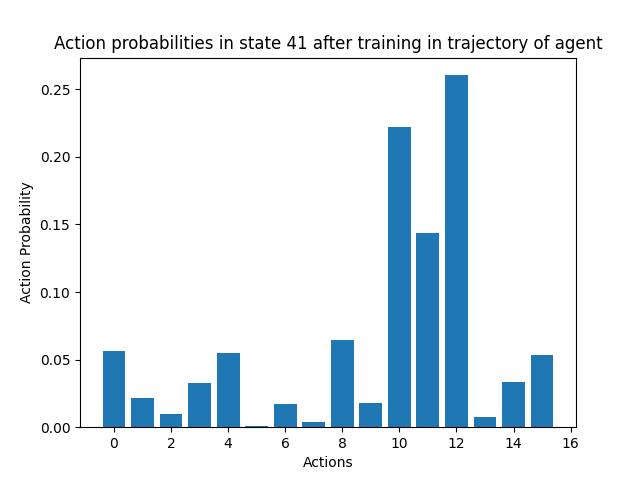 Action probabilities in state 41 after training in trajectory of agent
0.25
0.20
0.15
0.10
0.05
0.00
Action Probability
0 2 4 6 8 10 12 14 16
Actions